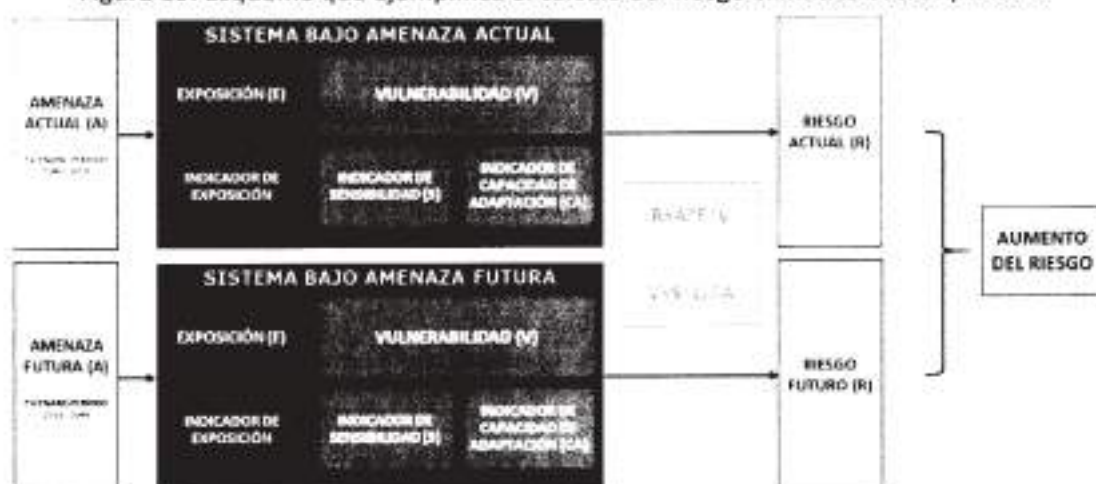 SISTEMA BAJO AMENAZA ACTUAL
AMENAZA
ACTUAL (A)
EXPOSICIÓN (E)
VULNERABILIDAD (V)
INDICADOR DE
EXPOSICIÓN
INDICADOR DE
SENSIBILIDAD (S)
INDICADOR DE
CAPACIDAD DE
ADAPTACIÓN (CA)
RIESGO
ACTUAL (R)
AUMENTO
DEL RIESGO
SISTEMA BAJO AMENAZA FUTURA
AMENAZA
FUTURA (A)
EXPOSICIÓN (E)
VULNERABILIDAD (V)
INDICADOR DE
EXPOSICIÓN
INDICADOR DE
SENSIBILIDAD (S)
INDICADOR DE
CAPACIDAD DE
ADAPTACIÓN (CA)
RIESGO
FUTURO (R)